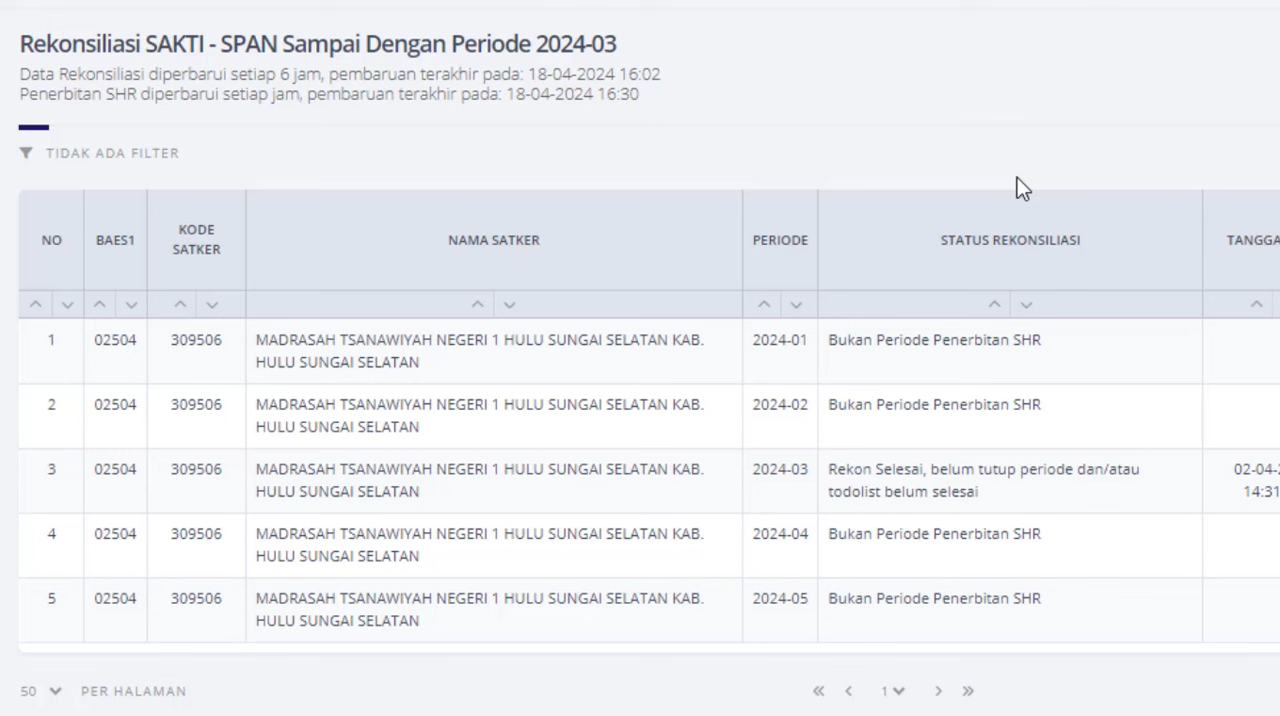 Rekonsiliasi SAKTI - SPAN Sampai Dengan Periode 2024-03
Data Rekonsiliasi diperbarui setiap 6 jam, pembaruan terakhir pada: 18-04-2024 16:02
Penerbitan SHR diperbarui setiap jam, pembaruan terakhir pada: 18-04-2024 16:30
TIDAK ADA FILTER
NO BAES1 KODE SATKER NAMA SATKER PERIODE STATUS REKONSILIASI TANGGA
1 02504 309506 MADRASAH TSANAWIYAH NEGERI 1 HULU SUNGAI SELATAN KAB. 2024-01 Bukan Periode Penerbitan SHR
HULU SUNGAI SELATAN
2 02504 309506 MADRASAH TSANAWIYAH NEGERI 1 HULU SUNGAI SELATAN KAB. 2024-02 Bukan Periode Penerbitan SHR
HULU SUNGAI SELATAN
3 02504 309506 MADRASAH TSANAWIYAH NEGERI 1 HULU SUNGAI SELATAN KAB. 2024-03 Rekon Selesai, belum tutup periode dan/atau 02-04-2
HULU SUNGAI SELATAN todolist belum selesai 14:31
4 02504 309506 MADRASAH TSANAWIYAH NEGERI 1 HULU SUNGAI SELATAN KAB. 2024-04 Bukan Periode Penerbitan SHR
HULU SUNGAI SELATAN
5 02504 309506 MADRASAH TSANAWIYAH NEGERI 1 HULU SUNGAI SELATAN KAB. 2024-05 Bukan Periode Penerbitan SHR
HULU SUNGAI SELATAN
50 PER HALAMAN « ‹ 1 › »